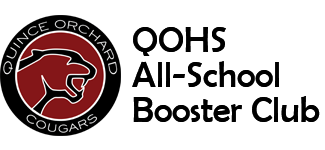 QUINCE ORCHARD
COUGARS
QOHS
All-School
Booster Club